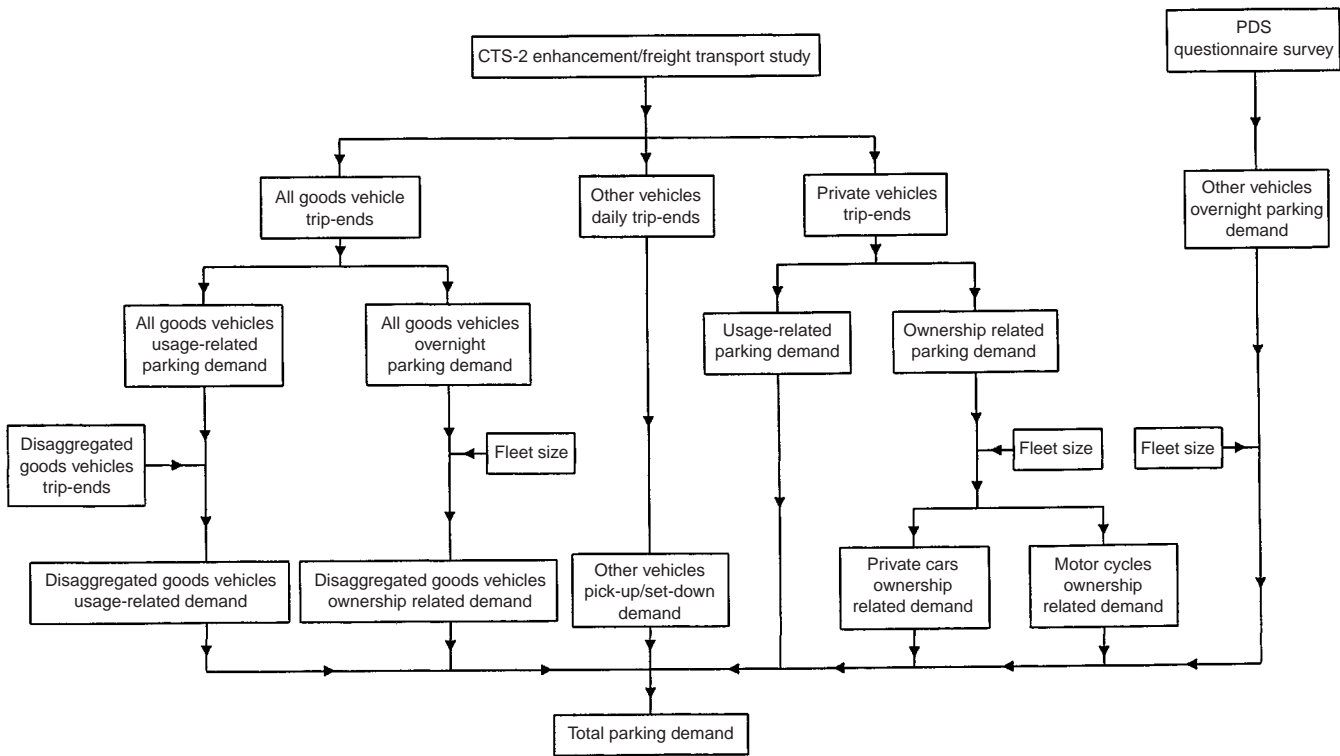 PDS
questionnaire survey
CTS-2 enhancement/freight transport study
All goods vehicle
trip-ends
Other vehicles
daily trip-ends
Private vehicles
trip-ends
Other vehicles
overnight parking
demand
All goods vehicles
usage-related
parking demand
All goods vehicles
overnight
parking demand
Usage-related
parking demand
Ownership related
parking demand
Disaggregated
goods vehicles
trip-ends
Fleet size
Fleet size
Fleet size
Disaggregated goods vehicles
usage-related demand
Disaggregated goods vehicles
ownership related demand
Other vehicles
pick-up/set-down
demand
Private cars
ownership
related demand
Motor cycles
ownership
related demand
Total parking demand